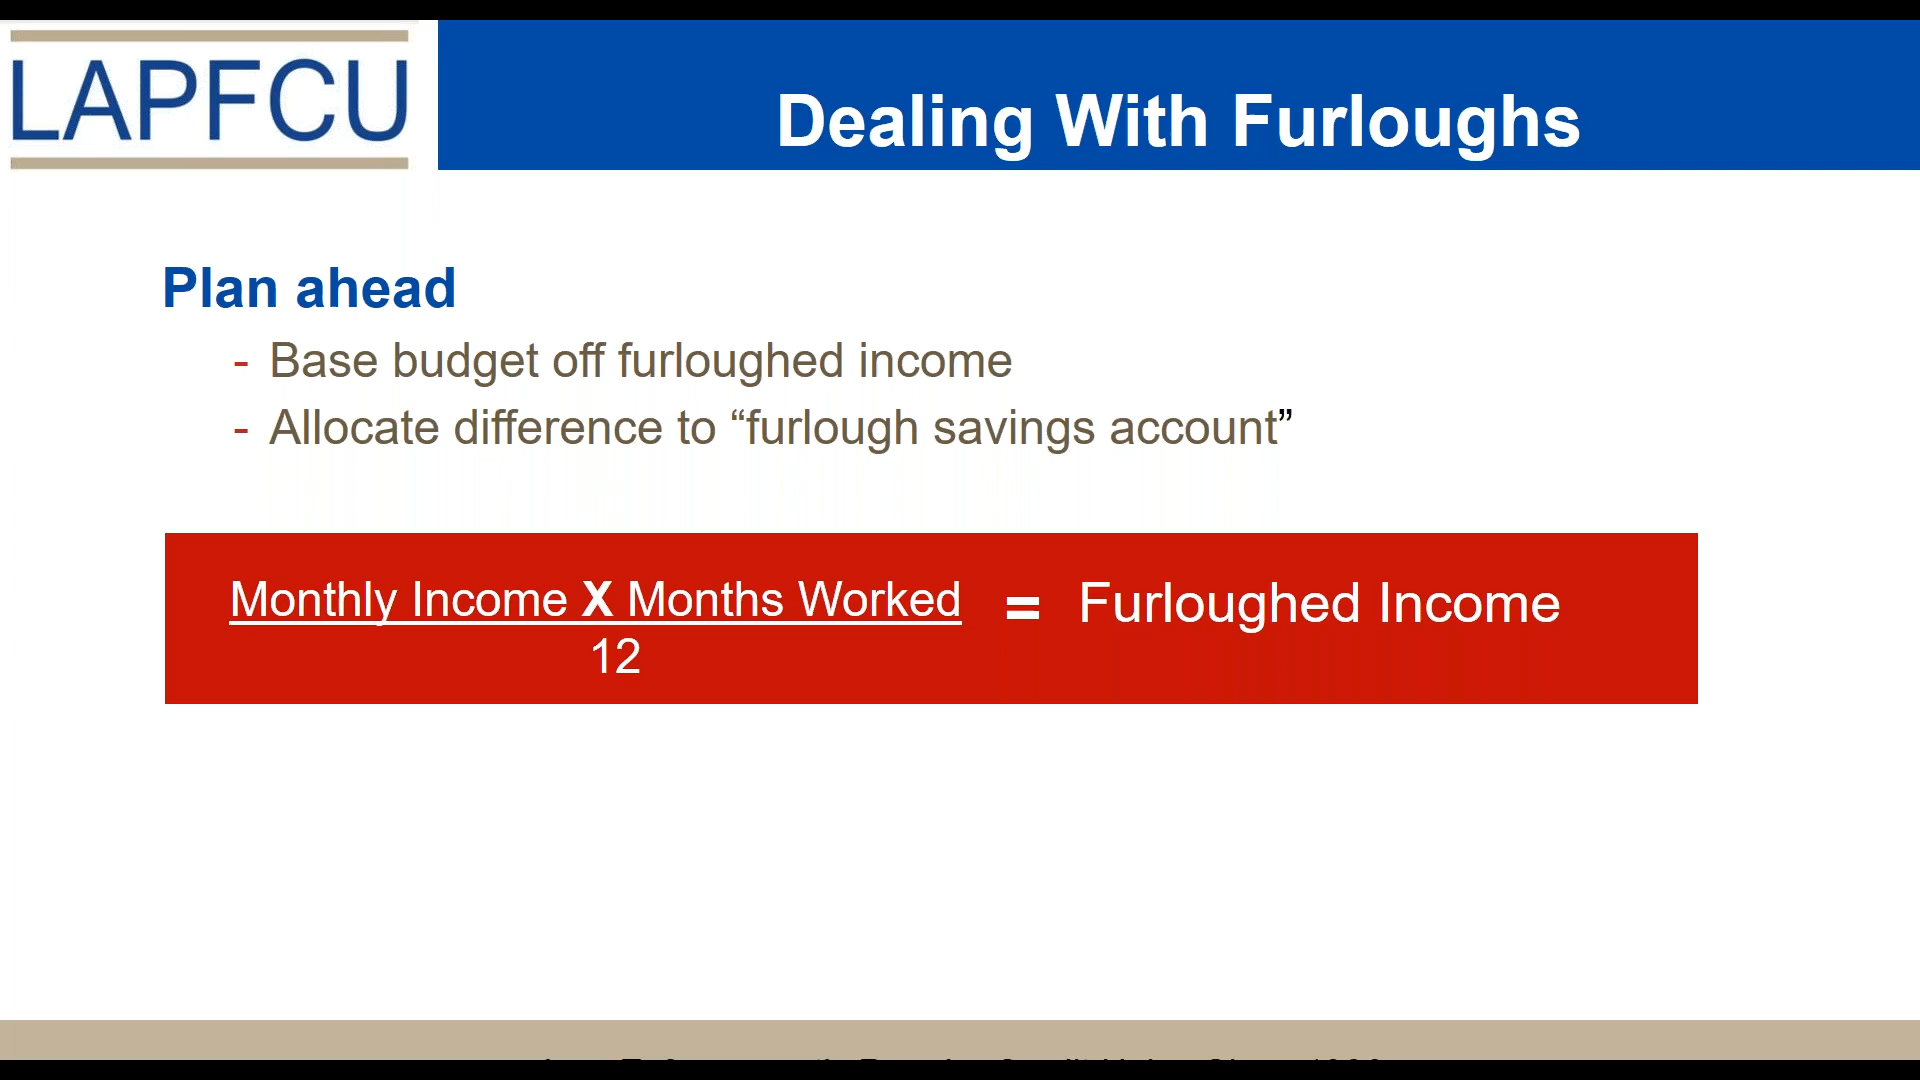 LAPFCU
Dealing With Furloughs
Plan ahead
- Base budget off furloughed income
- Allocate difference to “furlough savings account”
Monthly Income X Months Worked
= Furloughed Income
12